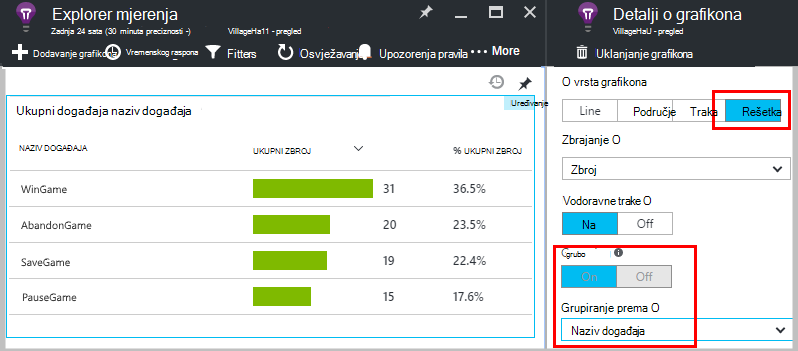 Explorer mjerenja
Zadnja 24 sata (30 minuta preciznosti -)
VillageHa11 - pregled
Dodavanje grafikona
Vremenskog raspona
Fitters
Osvježavanje
Upozorenja pravila
More
Uređivanje
Ukupni događaja naziv događaja
NAZIV DOGAĐAJA
UKUPNI ZBROJ
% UKUPNI ZBROJ
WinGame
31
36.5%
AbandonGame
20
23.5%
SaveGame
19
22.4%
PauseGame
15
17.6%
Detalji o grafikona
VillageHaU - pregled
Uklanjanje grafikona
O vrsta grafikona
Line
Područje
Traka
Rešetka
Zbrajanje O
Zbroj
Vodoravne trake O
Na
Off
Cgrubo
On
Off
Grupiranje prema O
Naziv događaja